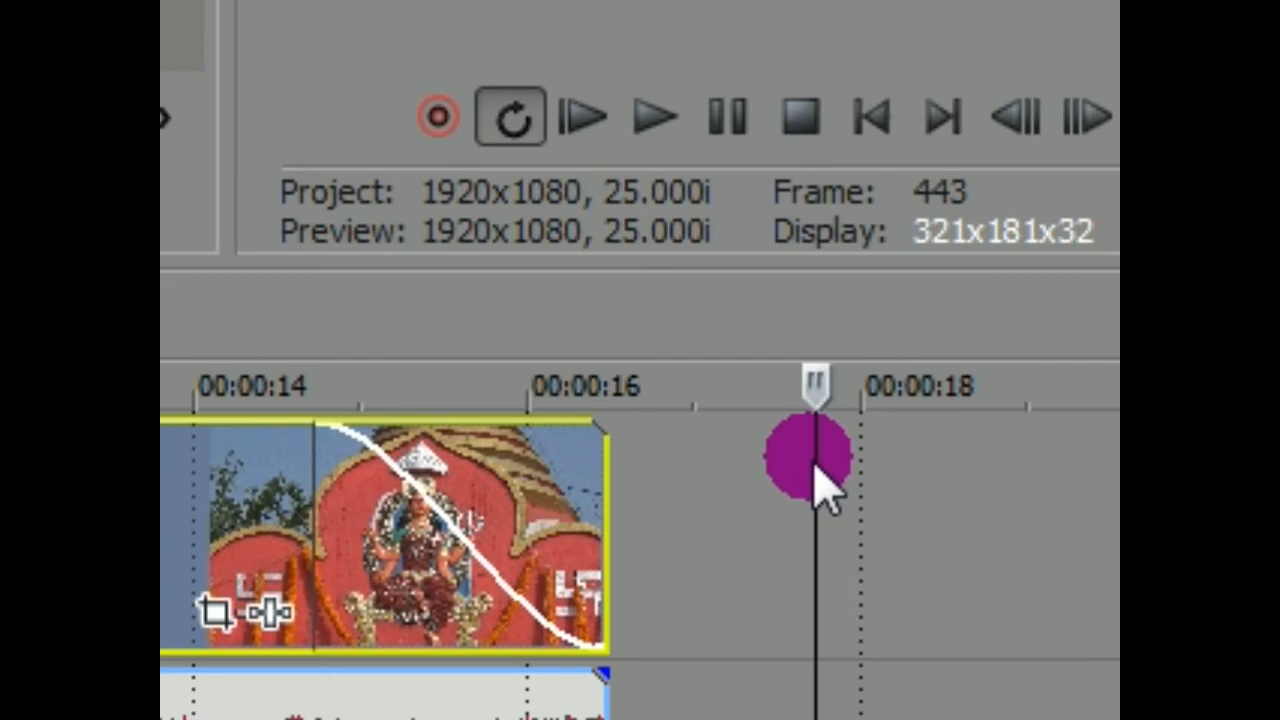 Project: 1920x1080, 25.000i Frame: 443
Preview: 1920x1080, 25.000i Display: 321x181x32
00:00:14 00:00:16 00:00:18